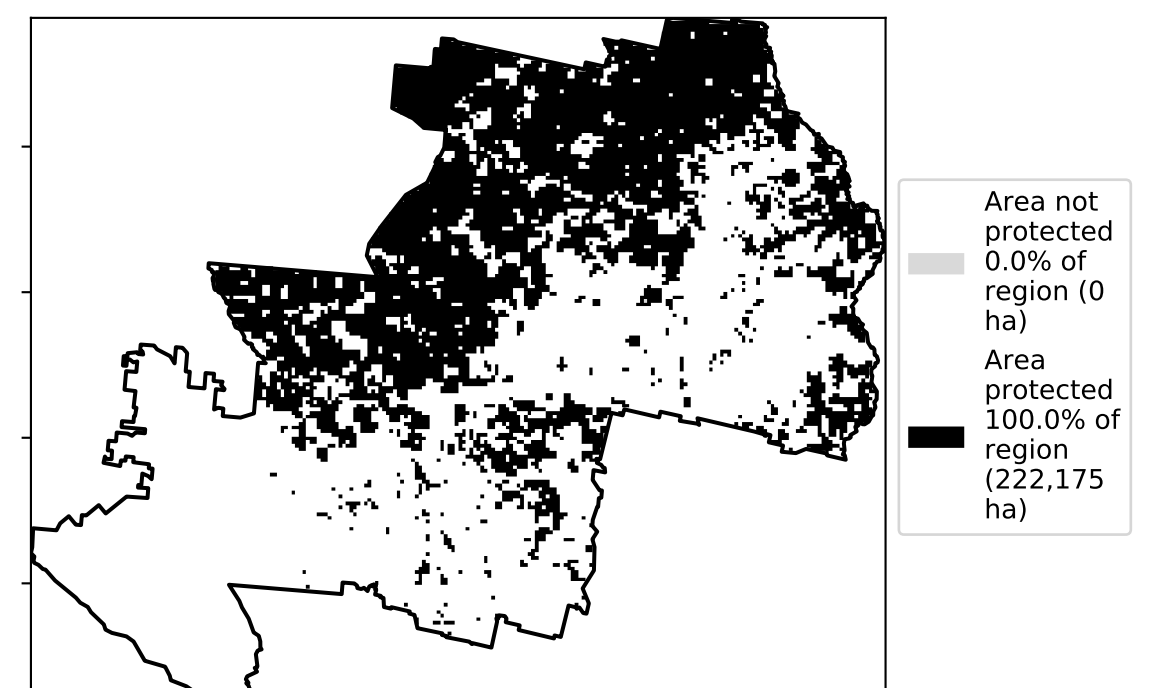 Area not
protected
0.0% of
region (0
ha)
Area
protected
100.0% of
region
(222,175
ha)